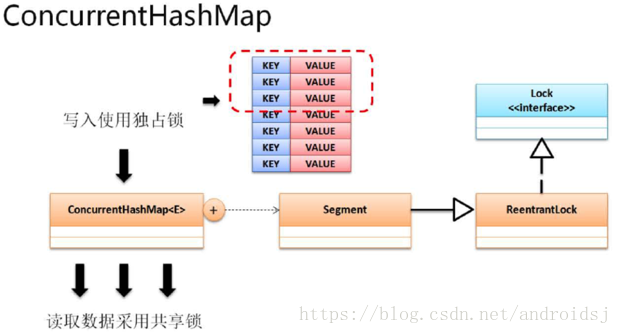 ConcurrentHashMap
KEY VALUE
KEY VALUE
KEY VALUE
KEY VALUE
KEY VALUE
KEY VALUE
KEY VALUE
写入使用独占锁
Lock
<<interface>>
ConcurrentHashMap<E>
+
Segment
ReentrantLock
读取数据采用共享锁
https://blog.csdn.net/androidsj